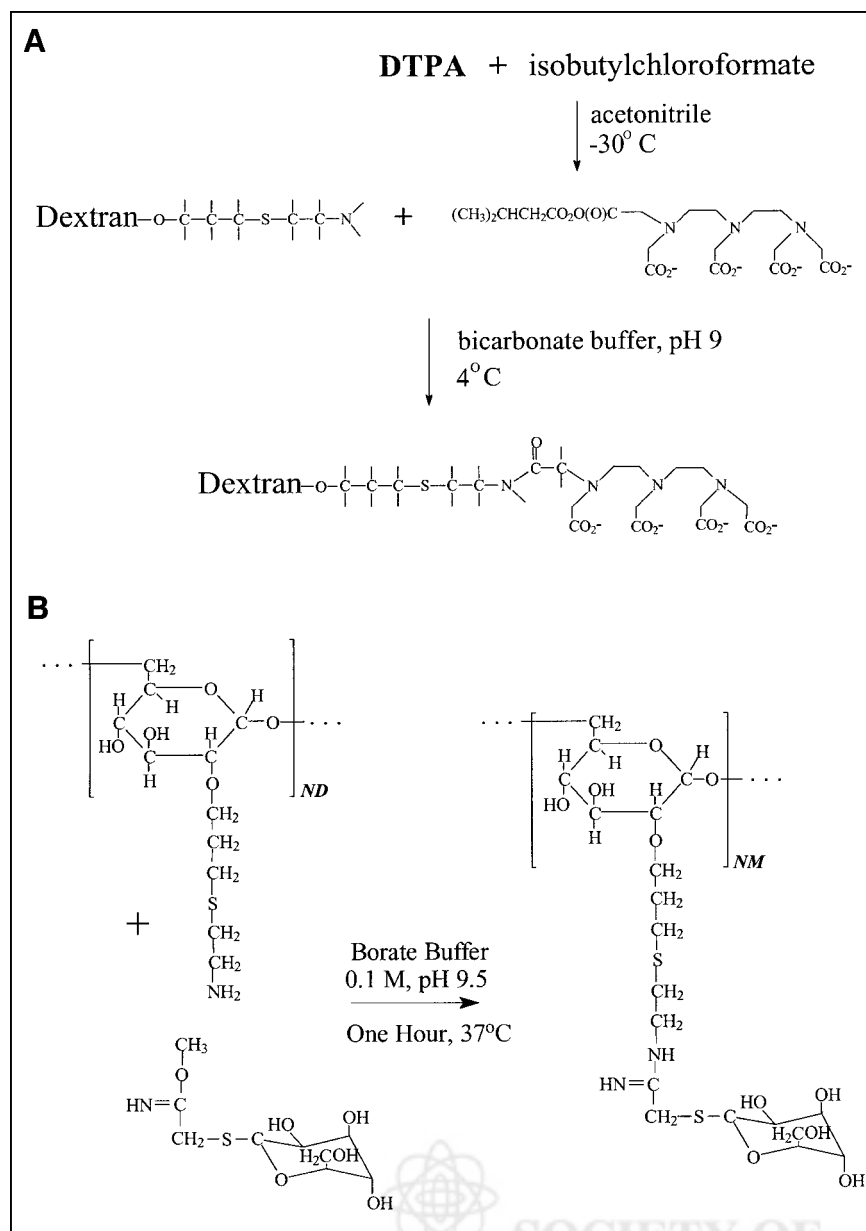 A
DTPA + isobutylchloroformate
acetonitrile
-30° C
Dextran-O-C-C-C-S-C-C-N + (CH3)2CHCH2CO2O(O)C N N N
CO2- CO2- CO2- CO2-
bicarbonate buffer, pH 9
4° C
O
Dextran-O-C-C-C-S-C-C-N C N N N
CO2- CO2- CO2- CO2-
B
CH2
C O H
H H C O
HO OH H
C C
H O
ND
CH2
CH2
CH2
S
CH2
CH2
NH2
+
CH3
O
HN=C
CH2-S-C
HO OH
H2COH
O OH
OH
Borate Buffer
0.1 M, pH 9.5
One Hour, 37°C
CH2
C O H
H H C-O
HO OH H
C C
H O
NM
CH2
CH2
CH2
S
CH2
CH2
NH
HN=C
CH2-S-C
HO OH
H2COH
O OH
OH
SOCIETY OF